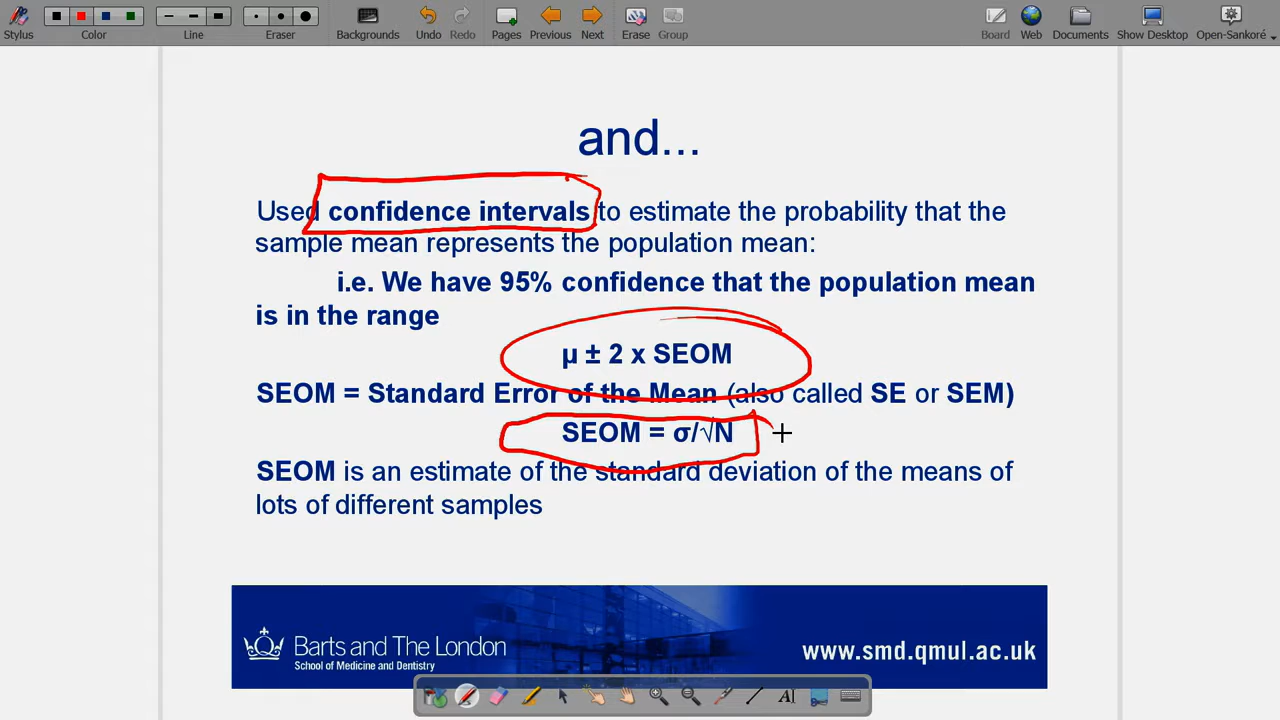 Stylus
Color
Line
Eraser
Backgrounds
Undo
Redo
Pages
Previous
Next
Erase
Group
Board
Web
Documents
Show Desktop
Open-Sankoré
and...
Used confidence intervals to estimate the probability that the
sample mean represents the population mean:
i.e. We have 95% confidence that the population mean
is in the range
μ ± 2 x SEOM
SEOM = Standard Error of the Mean (also called SE or SEM)
SEOM = σ/√N
SEOM is an estimate of the standard deviation of the means of
lots of different samples
Barts and The London
School of Medicine and Dentistry
www.smd.qmul.ac.uk